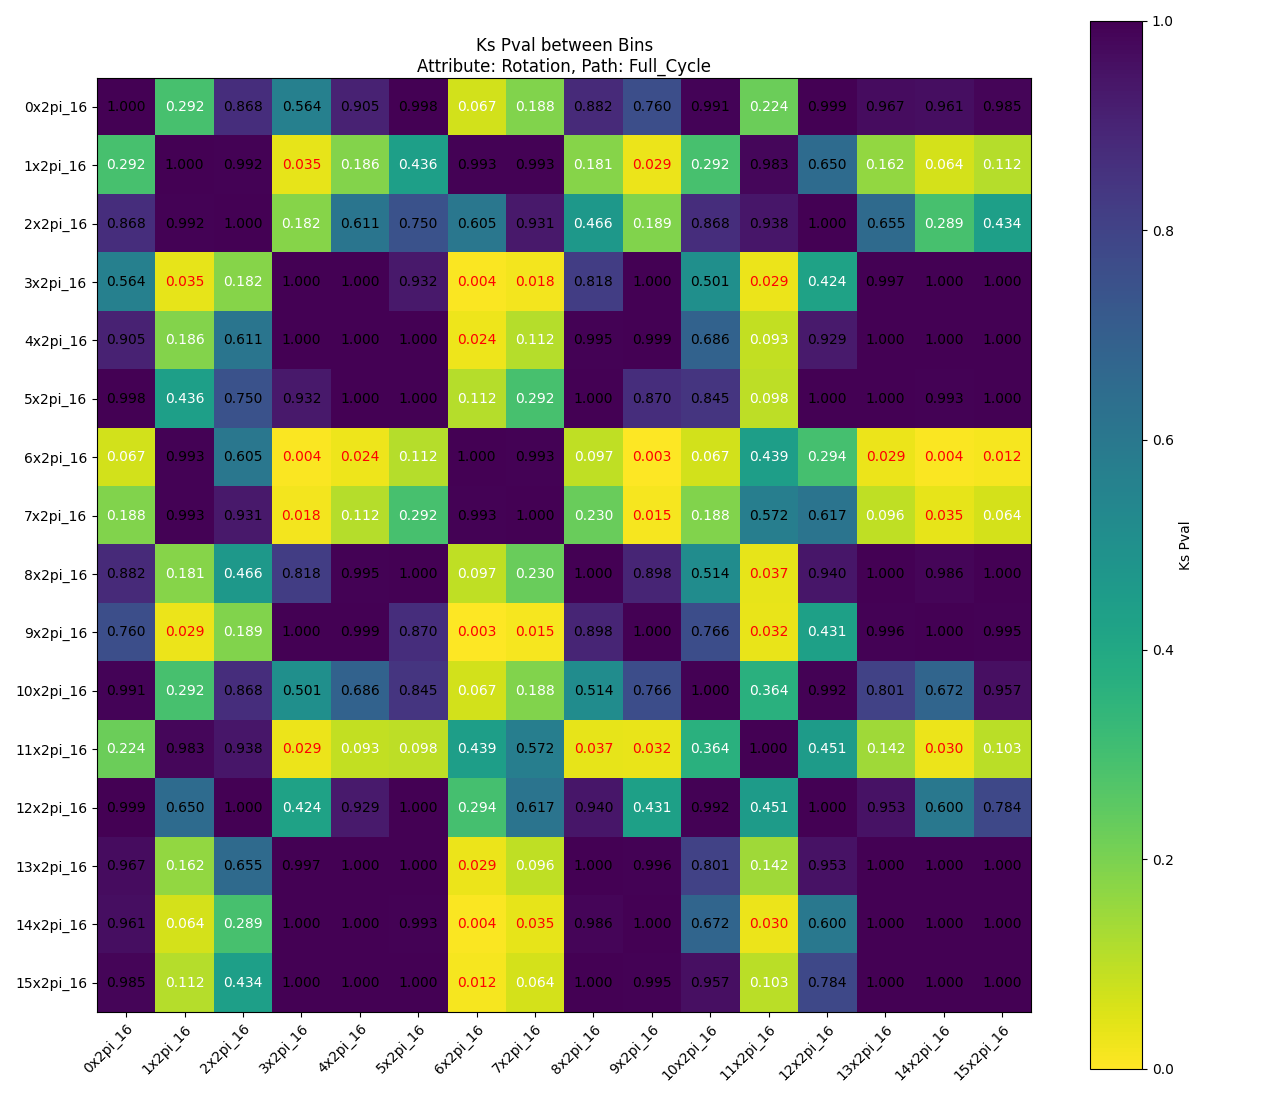 Ks Pval between Bins
Attribute: Rotation, Path: Full_Cycle
0x2pi_16 1.000 0.292 0.868 0.564 0.905 0.998 0.067 0.188 0.882 0.760 0.991 0.224 0.999 0.967 0.961 0.985
1x2pi_16 0.292 1.000 0.992 0.035 0.186 0.436 0.993 0.993 0.181 0.029 0.292 0.983 0.650 0.162 0.064 0.112
2x2pi_16 0.868 0.992 1.000 0.182 0.611 0.750 0.605 0.931 0.466 0.189 0.868 0.938 1.000 0.655 0.289 0.434
3x2pi_16 0.564 0.035 0.182 1.000 1.000 0.932 0.004 0.018 0.818 1.000 0.501 0.029 0.424 0.997 1.000 1.000
4x2pi_16 0.905 0.186 0.611 1.000 1.000 1.000 0.024 0.112 0.995 0.999 0.686 0.093 0.929 1.000 1.000 1.000
5x2pi_16 0.998 0.436 0.750 0.932 1.000 1.000 0.112 0.292 1.000 0.870 0.845 0.098 1.000 1.000 0.993 1.000
6x2pi_16 0.067 0.993 0.605 0.004 0.024 0.112 1.000 0.993 0.097 0.003 0.067 0.439 0.294 0.029 0.004 0.012
7x2pi_16 0.188 0.993 0.931 0.018 0.112 0.292 0.993 1.000 0.230 0.015 0.188 0.572 0.617 0.096 0.035 0.064
8x2pi_16 0.882 0.181 0.466 0.818 0.995 1.000 0.097 0.230 1.000 0.898 0.514 0.037 0.940 1.000 0.986 1.000
9x2pi_16 0.760 0.029 0.189 1.000 0.999 0.870 0.003 0.015 0.898 1.000 0.766 0.032 0.431 0.996 1.000 0.995
10x2pi_16 0.991 0.292 0.868 0.501 0.686 0.845 0.067 0.188 0.514 0.766 1.000 0.364 0.992 0.801 0.672 0.957
11x2pi_16 0.224 0.983 0.938 0.029 0.093 0.098 0.439 0.572 0.037 0.032 0.364 1.000 0.451 0.142 0.030 0.103
12x2pi_16 0.999 0.650 1.000 0.424 0.929 1.000 0.294 0.617 0.940 0.431 0.992 0.451 1.000 0.953 0.600 0.784
13x2pi_16 0.967 0.162 0.655 0.997 1.000 1.000 0.029 0.096 1.000 0.996 0.801 0.142 0.953 1.000 1.000 1.000
14x2pi_16 0.961 0.064 0.289 1.000 1.000 0.993 0.004 0.035 0.986 1.000 0.672 0.030 0.600 1.000 1.000 1.000
15x2pi_16 0.985 0.112 0.434 1.000 1.000 1.000 0.012 0.064 1.000 0.995 0.957 0.103 0.784 1.000 1.000 1.000
0x2pi_16 1x2pi_16 2x2pi_16 3x2pi_16 4x2pi_16 5x2pi_16 6x2pi_16 7x2pi_16 8x2pi_16 9x2pi_16 10x2pi_16 11x2pi_16 12x2pi_16 13x2pi_16 14x2pi_16 15x2pi_16
1.0
0.8
0.6
0.4
0.2
0.0
Ks Pval